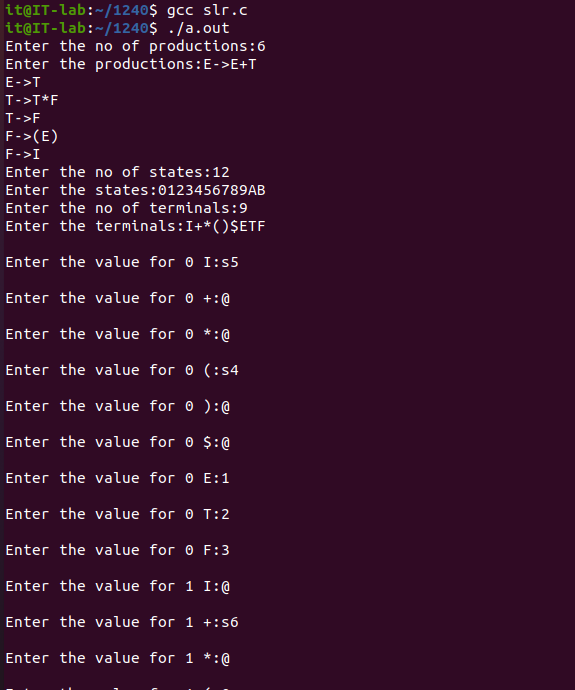 it@IT-lab:~/1240$ gcc slr.c
it@IT-lab:~/1240$ ./a.out
Enter the no of productions:6
Enter the productions:E->E+T
E->T
T->T*F
T->F
F->(E)
F->I
Enter the no of states:12
Enter the states:0123456789AB
Enter the no of terminals:9
Enter the terminals:I+*()$ETF
Enter the value for 0 I:s5
Enter the value for 0 +:@
Enter the value for 0 *:@
Enter the value for 0 (:s4
Enter the value for 0 ):@
Enter the value for 0 $:@
Enter the value for 0 E:1
Enter the value for 0 T:2
Enter the value for 0 F:3
Enter the value for 1 I:@
Enter the value for 1 +:s6
Enter the value for 1 *:@